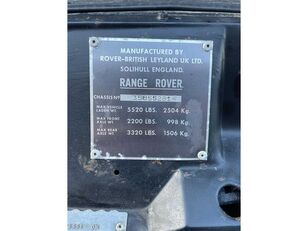 MANUFACTURED BY
ROVER-BRITISH LEYLAND UK LTD.
SOLIHULL ENGLAND.
RANGE ROVER
CHASSIS Nº
MAX VEHICLE LADEN WT. 5520 LBS. 2504 Kg.
MAX FRONT AXLE WT. 2200 LBS. 998 Kg.
MAX REAR AXLE WT. 3320 LBS. 1506 Kg.